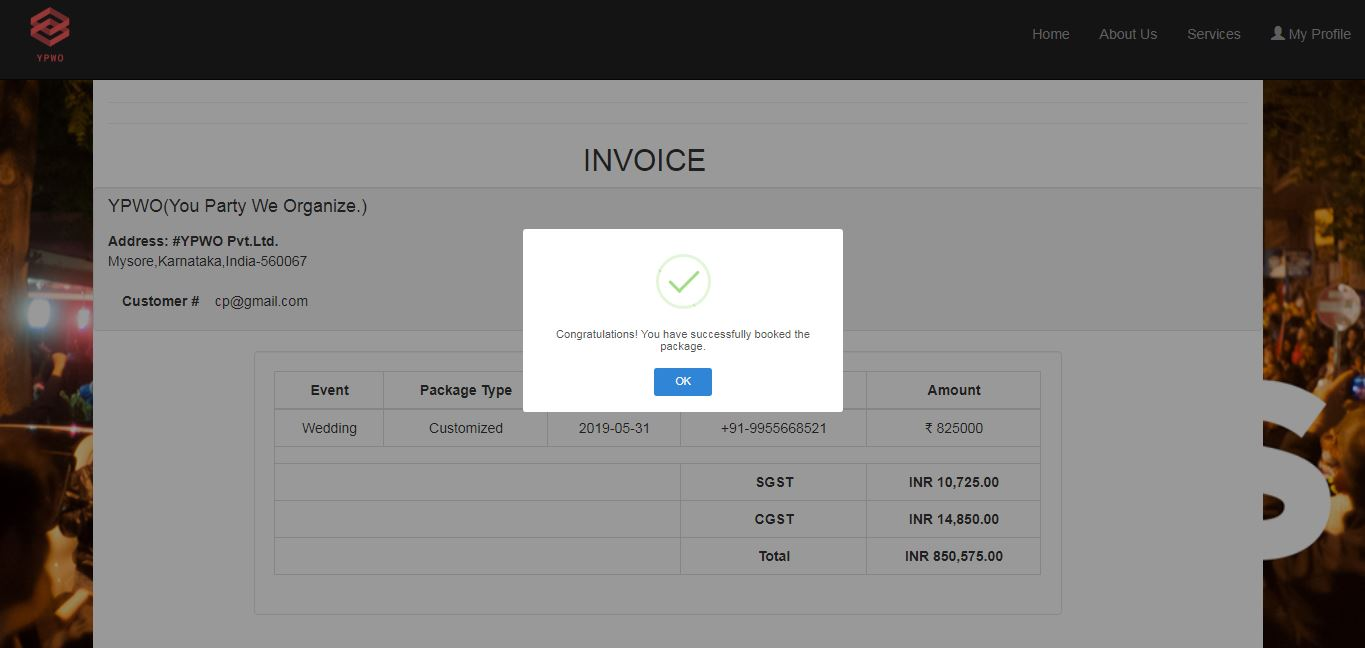 YPWO
Home About Us Services My Profile
INVOICE
YPWO(You Party We Organize.)
Address: #YPWO Pvt.Ltd.
Mysore,Karnataka,India-560067
Customer # cp@gmail.com
Congratulations! You have successfully booked the
package.
OK
Event Package Type Amount
Wedding Customized 2019-05-31 +91-9955668521 ₹ 825000
SGST INR 10,725.00
CGST INR 14,850.00
Total INR 850,575.00
S